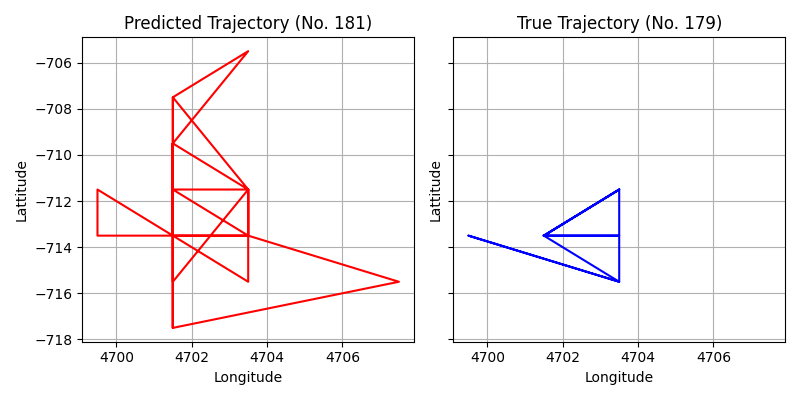 Predicted Trajectory (No. 181)
True Trajectory (No. 179)
−706
−708
−710
−712
−714
−716
−718
Lattitude
Lattitude
4700
4702
4704
4706
4700
4702
4704
4706
Longitude
Longitude